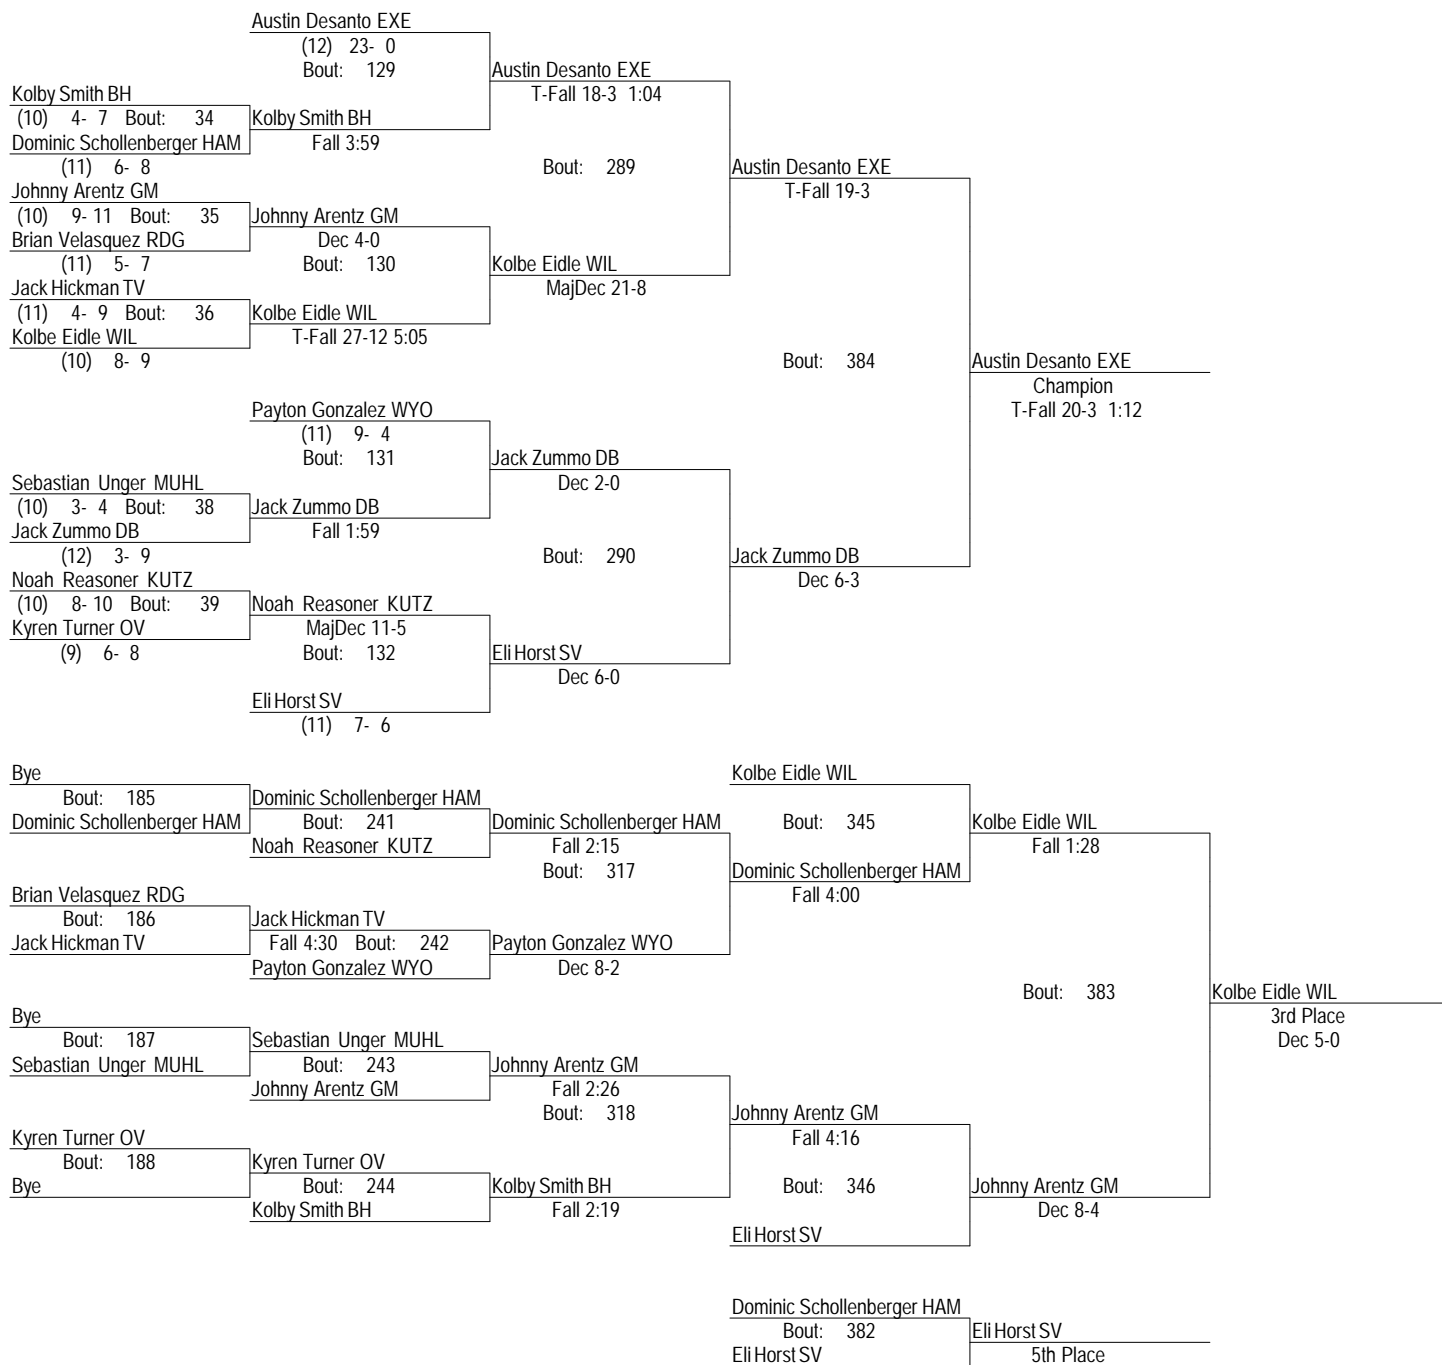 Austin Desanto EXE
(12) 23- 0
Bout: 129
Austin Desanto EXE
Kolby Smith BH
T-Fall 18-3 1:04
(10) 4- 7 Bout: 34
Kolby Smith BH
Dominic Schollenberger HAM
Fall 3:59
(11) 6- 8
Bout: 289
Austin Desanto EXE
Johnny Arentz GM
T-Fall 19-3
(10) 9- 11 Bout: 35
Johnny Arentz GM
Brian Velasquez RDG
Dec 4-0
(11) 5- 7
Bout: 130
Kolbe Eidle WIL
Jack Hickman TV
MajDec 21-8
(11) 4- 9 Bout: 36
Kolbe Eidle WIL
Kolbe Eidle WIL
T-Fall 27-12 5:05
(10) 8- 9
Bout: 384
Austin Desanto EXE
Champion
T-Fall 20-3 1:12
Payton Gonzalez WYO
(11) 9- 4
Bout: 131
Jack Zummo DB
Sebastian Unger MUHL
Dec 2-0
(10) 3- 4 Bout: 38
Jack Zummo DB
Jack Zummo DB
Fall 1:59
(12) 3- 9
Bout: 290
Jack Zummo DB
Noah Reasoner KUTZ
Dec 6-3
(10) 8- 10 Bout: 39
Noah Reasoner KUTZ
Kyren Turner OV
MajDec 11-5
(9) 6- 8
Bout: 132
Eli Horst SV
Dec 6-0
Eli Horst SV
(11) 7- 6
Bye
Kolbe Eidle WIL
Bout: 185
Dominic Schollenberger HAM
Dominic Schollenberger HAM
Bout: 241
Dominic Schollenberger HAM
Bout: 345
Kolbe Eidle WIL
Noah Reasoner KUTZ
Fall 2:15
Fall 1:28
Bout: 317
Dominic Schollenberger HAM
Brian Velasquez RDG
Fall 4:00
Bout: 186
Jack Hickman TV
Jack Hickman TV
Fall 4:30 Bout: 242
Payton Gonzalez WYO
Payton Gonzalez WYO
Dec 8-2
Bout: 383
Kolbe Eidle WIL
Bye
3rd Place
Bout: 187
Sebastian Unger MUHL
Dec 5-0
Sebastian Unger MUHL
Bout: 243
Johnny Arentz GM
Johnny Arentz GM
Fall 2:26
Bout: 318
Johnny Arentz GM
Kyren Turner OV
Fall 4:16
Bout: 188
Kyren Turner OV
Bye
Bout: 244
Kolby Smith BH
Bout: 346
Johnny Arentz GM
Kolby Smith BH
Fall 2:19
Dec 8-4
Eli Horst SV
Dominic Schollenberger HAM
Bout: 382
Eli Horst SV
Eli Horst SV
5th Place